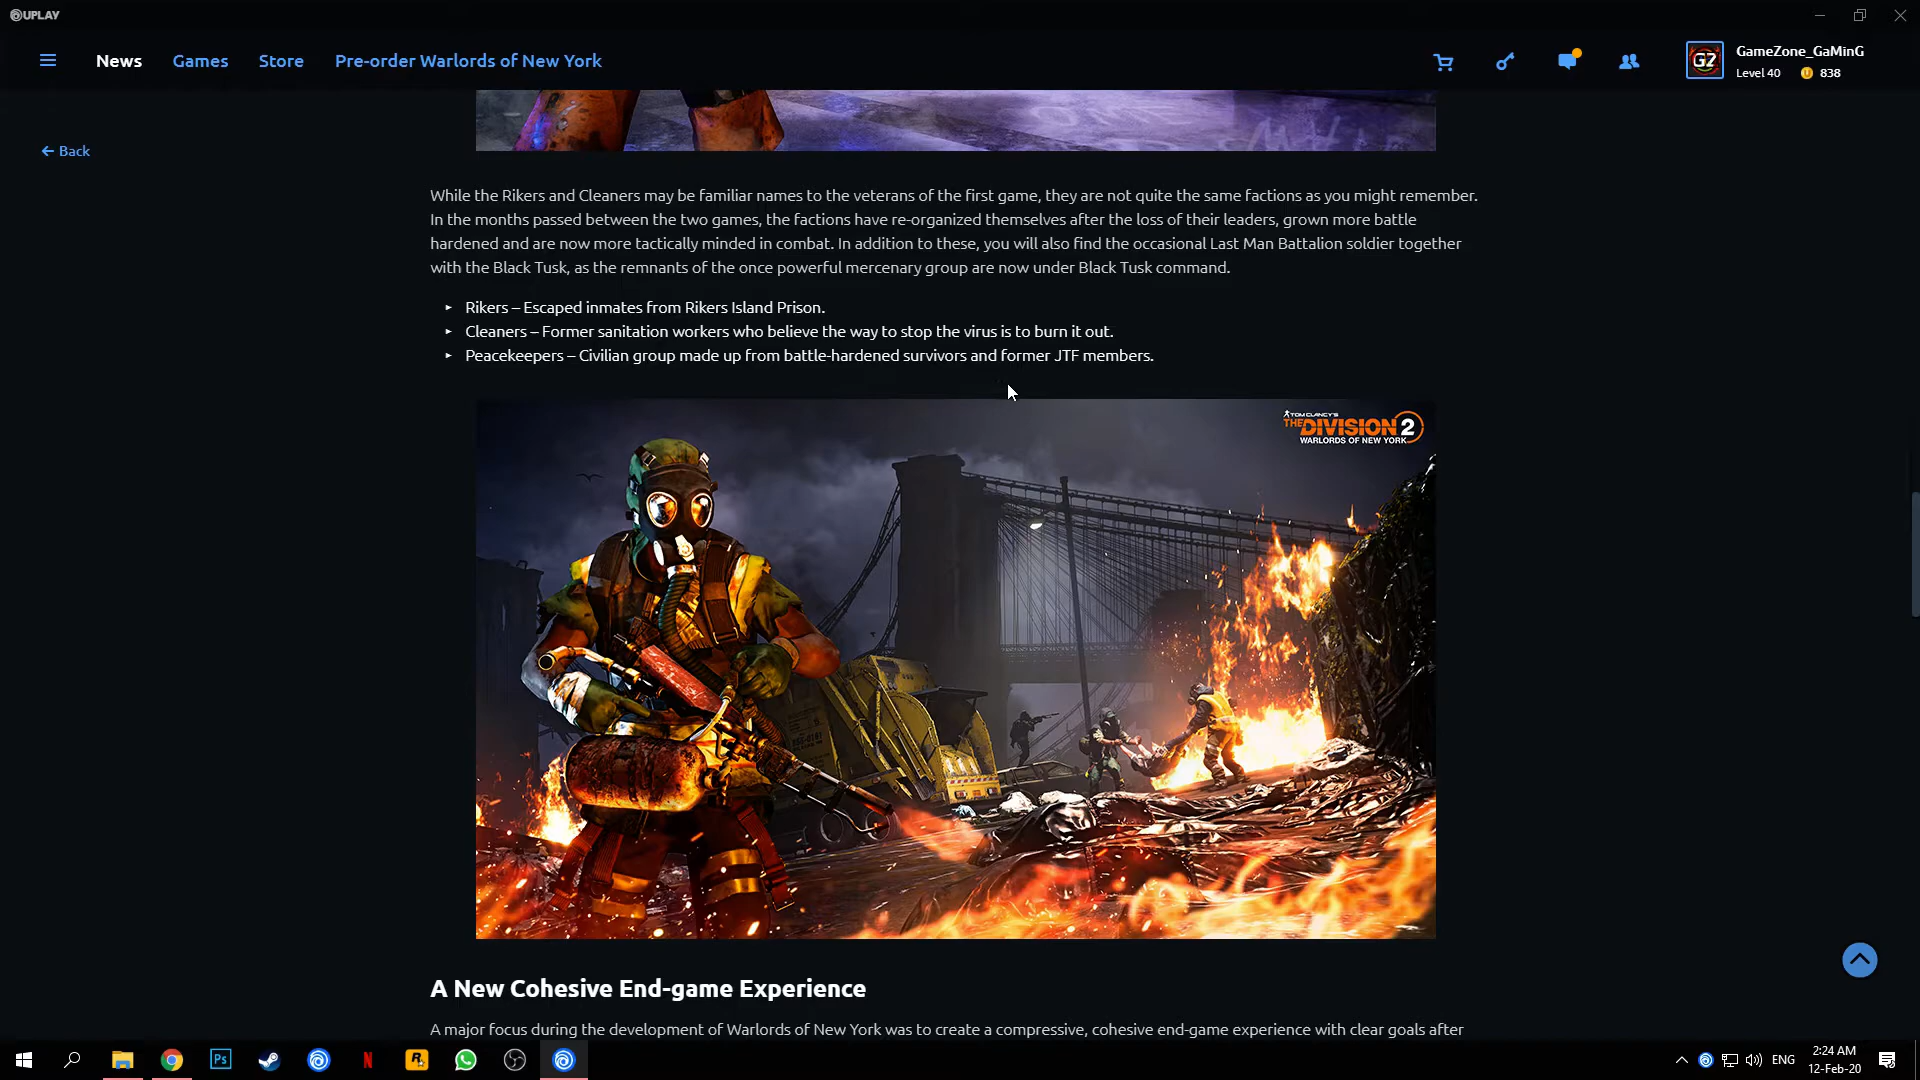 UPLAY
News Games Store Pre-order Warlords of New York
GameZone_GaMinG
Level 40 838
Back
While the Rikers and Cleaners may be familiar names to the veterans of the first game, they are not quite the same factions as you might remember.
In the months passed between the two games, the factions have re-organized themselves after the loss of their leaders, grown more battle
hardened and are now more tactically minded in combat. In addition to these, you will also find the occasional Last Man Battalion soldier together
with the Black Tusk, as the remnants of the once powerful mercenary group are now under Black Tusk command.
Rikers – Escaped inmates from Rikers Island Prison.
Cleaners – Former sanitation workers who believe the way to stop the virus is to burn it out.
Peacekeepers – Civilian group made up from battle-hardened survivors and former JTF members.
TOM CLANCY'S
THE DIVISION 2
WARLORDS OF NEW YORK
A New Cohesive End-game Experience
A major focus during the development of Warlords of New York was to create a compressive, cohesive end-game experience with clear goals after
Ps
N
R
ENG
2:24 AM
12-Feb-20